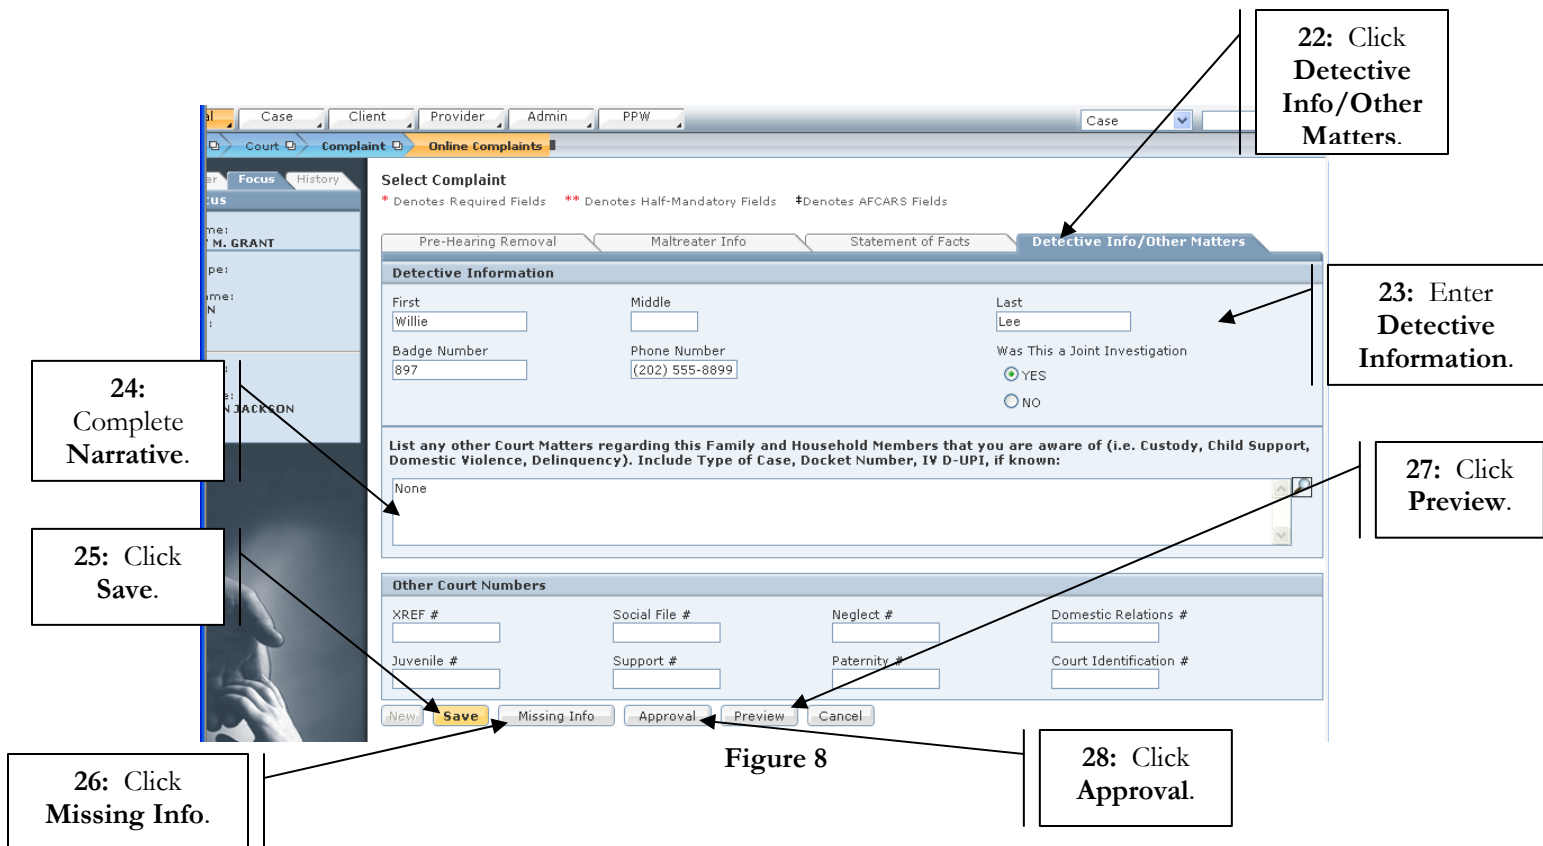 22: Click
Detective
Info/Other
Matters.
Case Client Provider Admin PPW Case
Court Complaint Online Complaints
Focus History
Select Complaint
* Denotes Required Fields ** Denotes Half-Mandatory Fields ‡Denotes AFCARS Fields
M. GRANT
Pre-Hearing Removal Maltreater Info Statement of Facts Detective Info/Other Matters
Detective Information
First Middle Last
Willie Lee
23: Enter
Detective
Information.
Badge Number Phone Number Was This a Joint Investigation
897 (202) 555-8899 YES
NO
24:
Complete
Narrative.
JACKSON
List any other Court Matters regarding this Family and Household Members that you are aware of (i.e. Custody, Child Support,
Domestic Violence, Delinquency). Include Type of Case, Docket Number, IV D-UPI, if known:
None
27: Click
Preview.
25: Click
Save.
Other Court Numbers
XREF # Social File # Neglect # Domestic Relations #
Juvenile # Support # Paternity # Court Identification #
New Save Missing Info Approval Preview Cancel
Figure 8
26: Click
Missing Info.
28: Click
Approval.